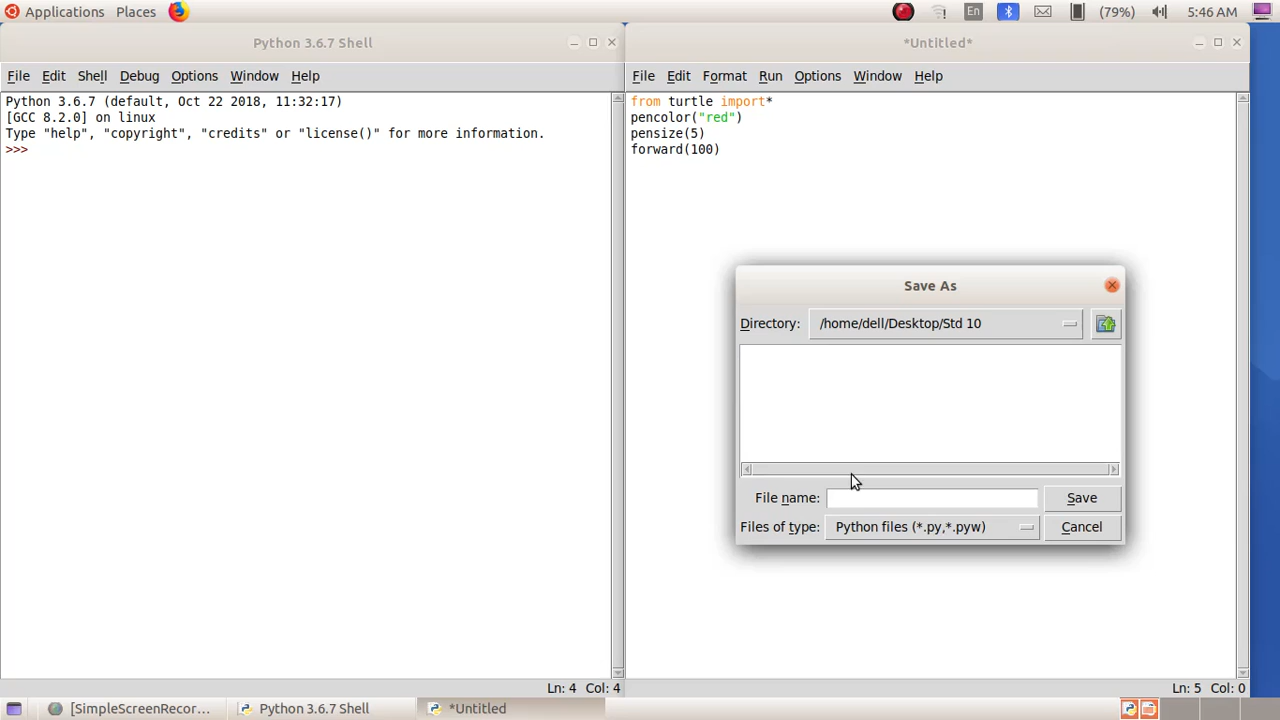 Applications Places En (79%) 5:46 AM
Python 3.6.7 Shell
File Edit Shell Debug Options Window Help
Python 3.6.7 (default, Oct 22 2018, 11:32:17)
[GCC 8.2.0] on linux
Type "help", "copyright", "credits" or "license()" for more information.
>>>
Ln: 4 Col: 4
*Untitled*
File Edit Format Run Options Window Help
from turtle import*
pencolor("red")
pensize(5)
forward(100)
Save As
Directory: /home/dell/Desktop/Std 10
File name: Save
Files of type: Python files (*.py,*.pyw) Cancel
Ln: 5 Col: 0
[SimpleScreenRecor... Python 3.6.7 Shell *Untitled